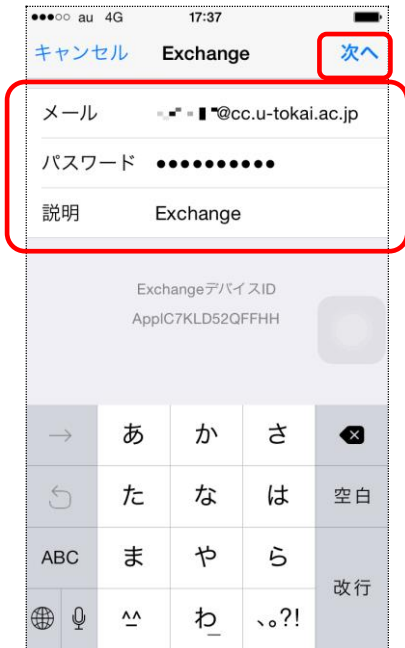 au 4G 17:37
キャンセル Exchange 次へ
メール @cc.u-tokai.ac.jp
パスワード ●●●●●●●●●●
説明 Exchange
ExchangeデバイスID
ApplC7KLD52QFFHH
→ あ か さ
た な は 空白
ABC ま や ら
改行
^^ わ_ 、。?!